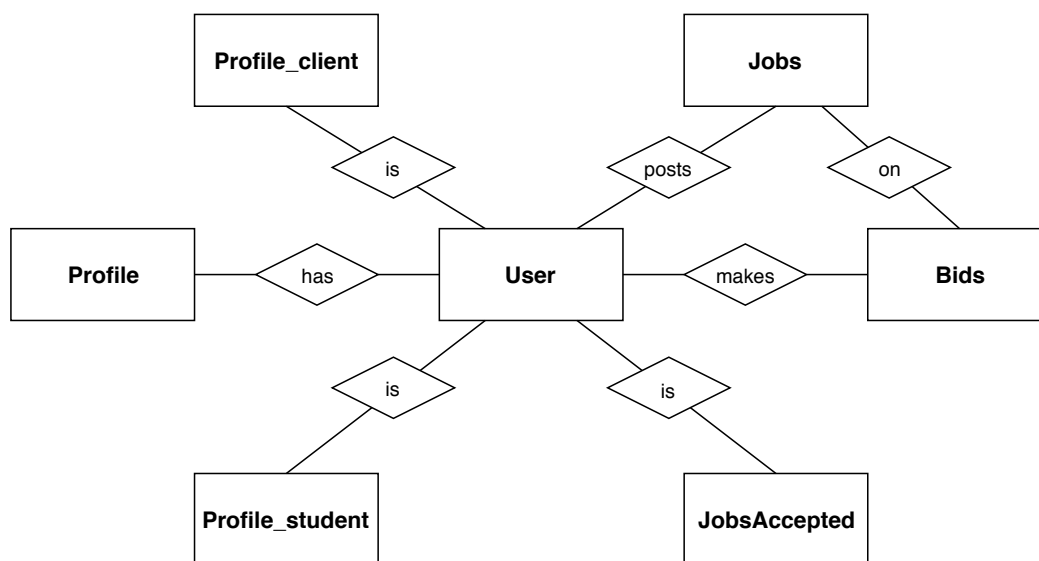 Profile_client
Jobs
is
posts
on
Profile
has
User
makes
Bids
is
is
Profile_student
JobsAccepted